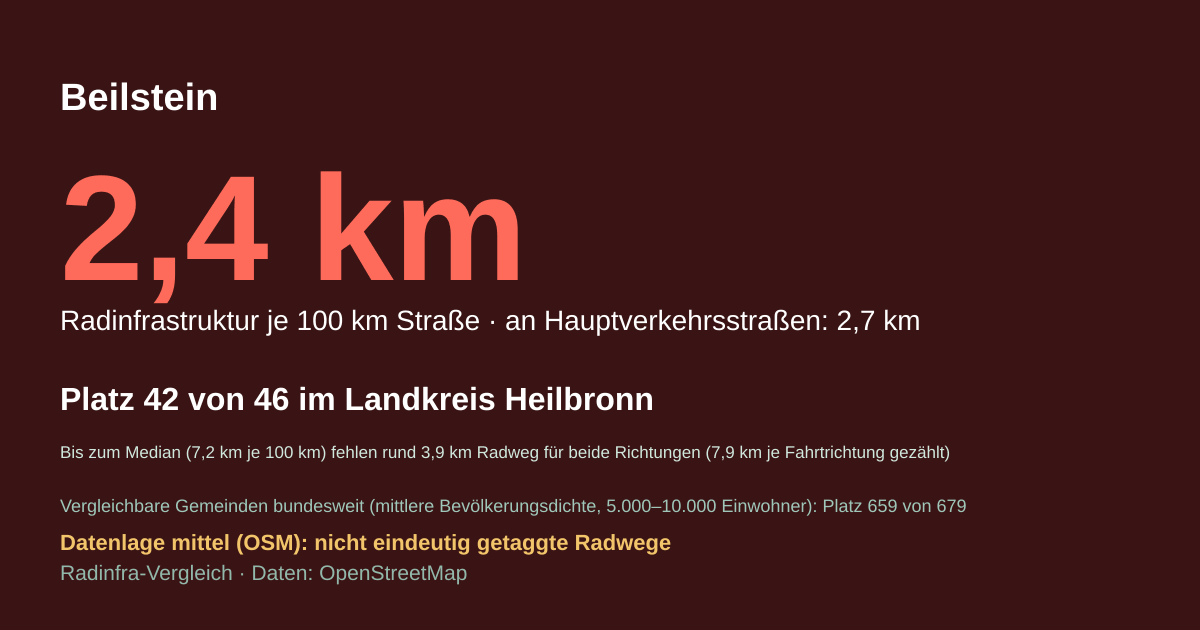 Beilstein
2,4 km
Radinfrastruktur je 100 km Straße · an Hauptverkehrsstraßen: 2,7 km
Platz 42 von 46 im Landkreis Heilbronn
Bis zum Median (7,2 km je 100 km) fehlen rund 3,9 km Radweg für beide Richtungen (7,9 km je Fahrtrichtung gezählt)
Vergleichbare Gemeinden bundesweit (mittlere Bevölkerungsdichte, 5.000–10.000 Einwohner): Platz 659 von 679
Datenlage mittel (OSM): nicht eindeutig getaggte Radwege
Radinfra-Vergleich · Daten: OpenStreetMap